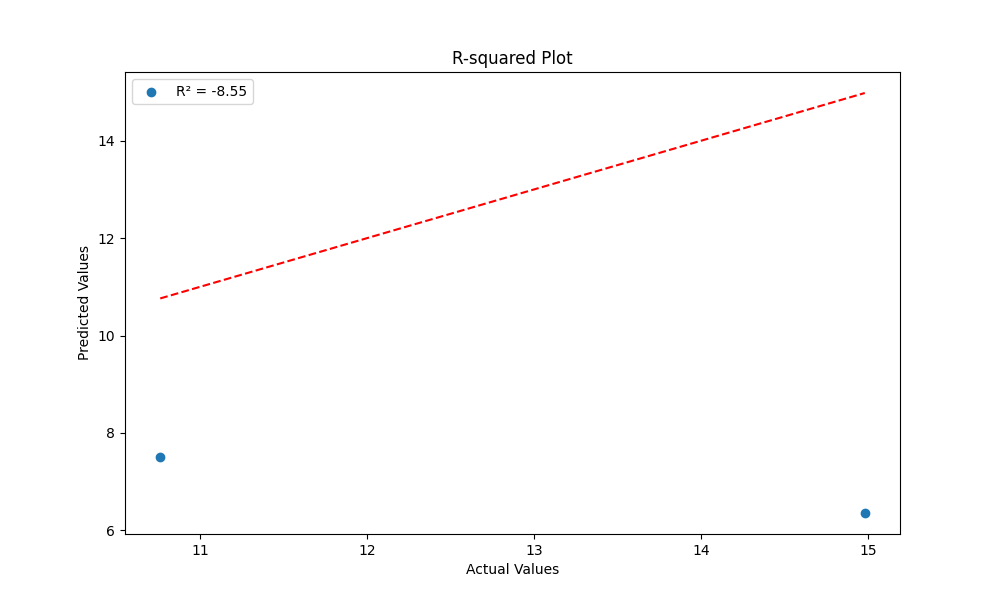 R-squared Plot
R² = -8.55
14
12
10
8
6
Predicted Values
11 12 13 14 15
Actual Values